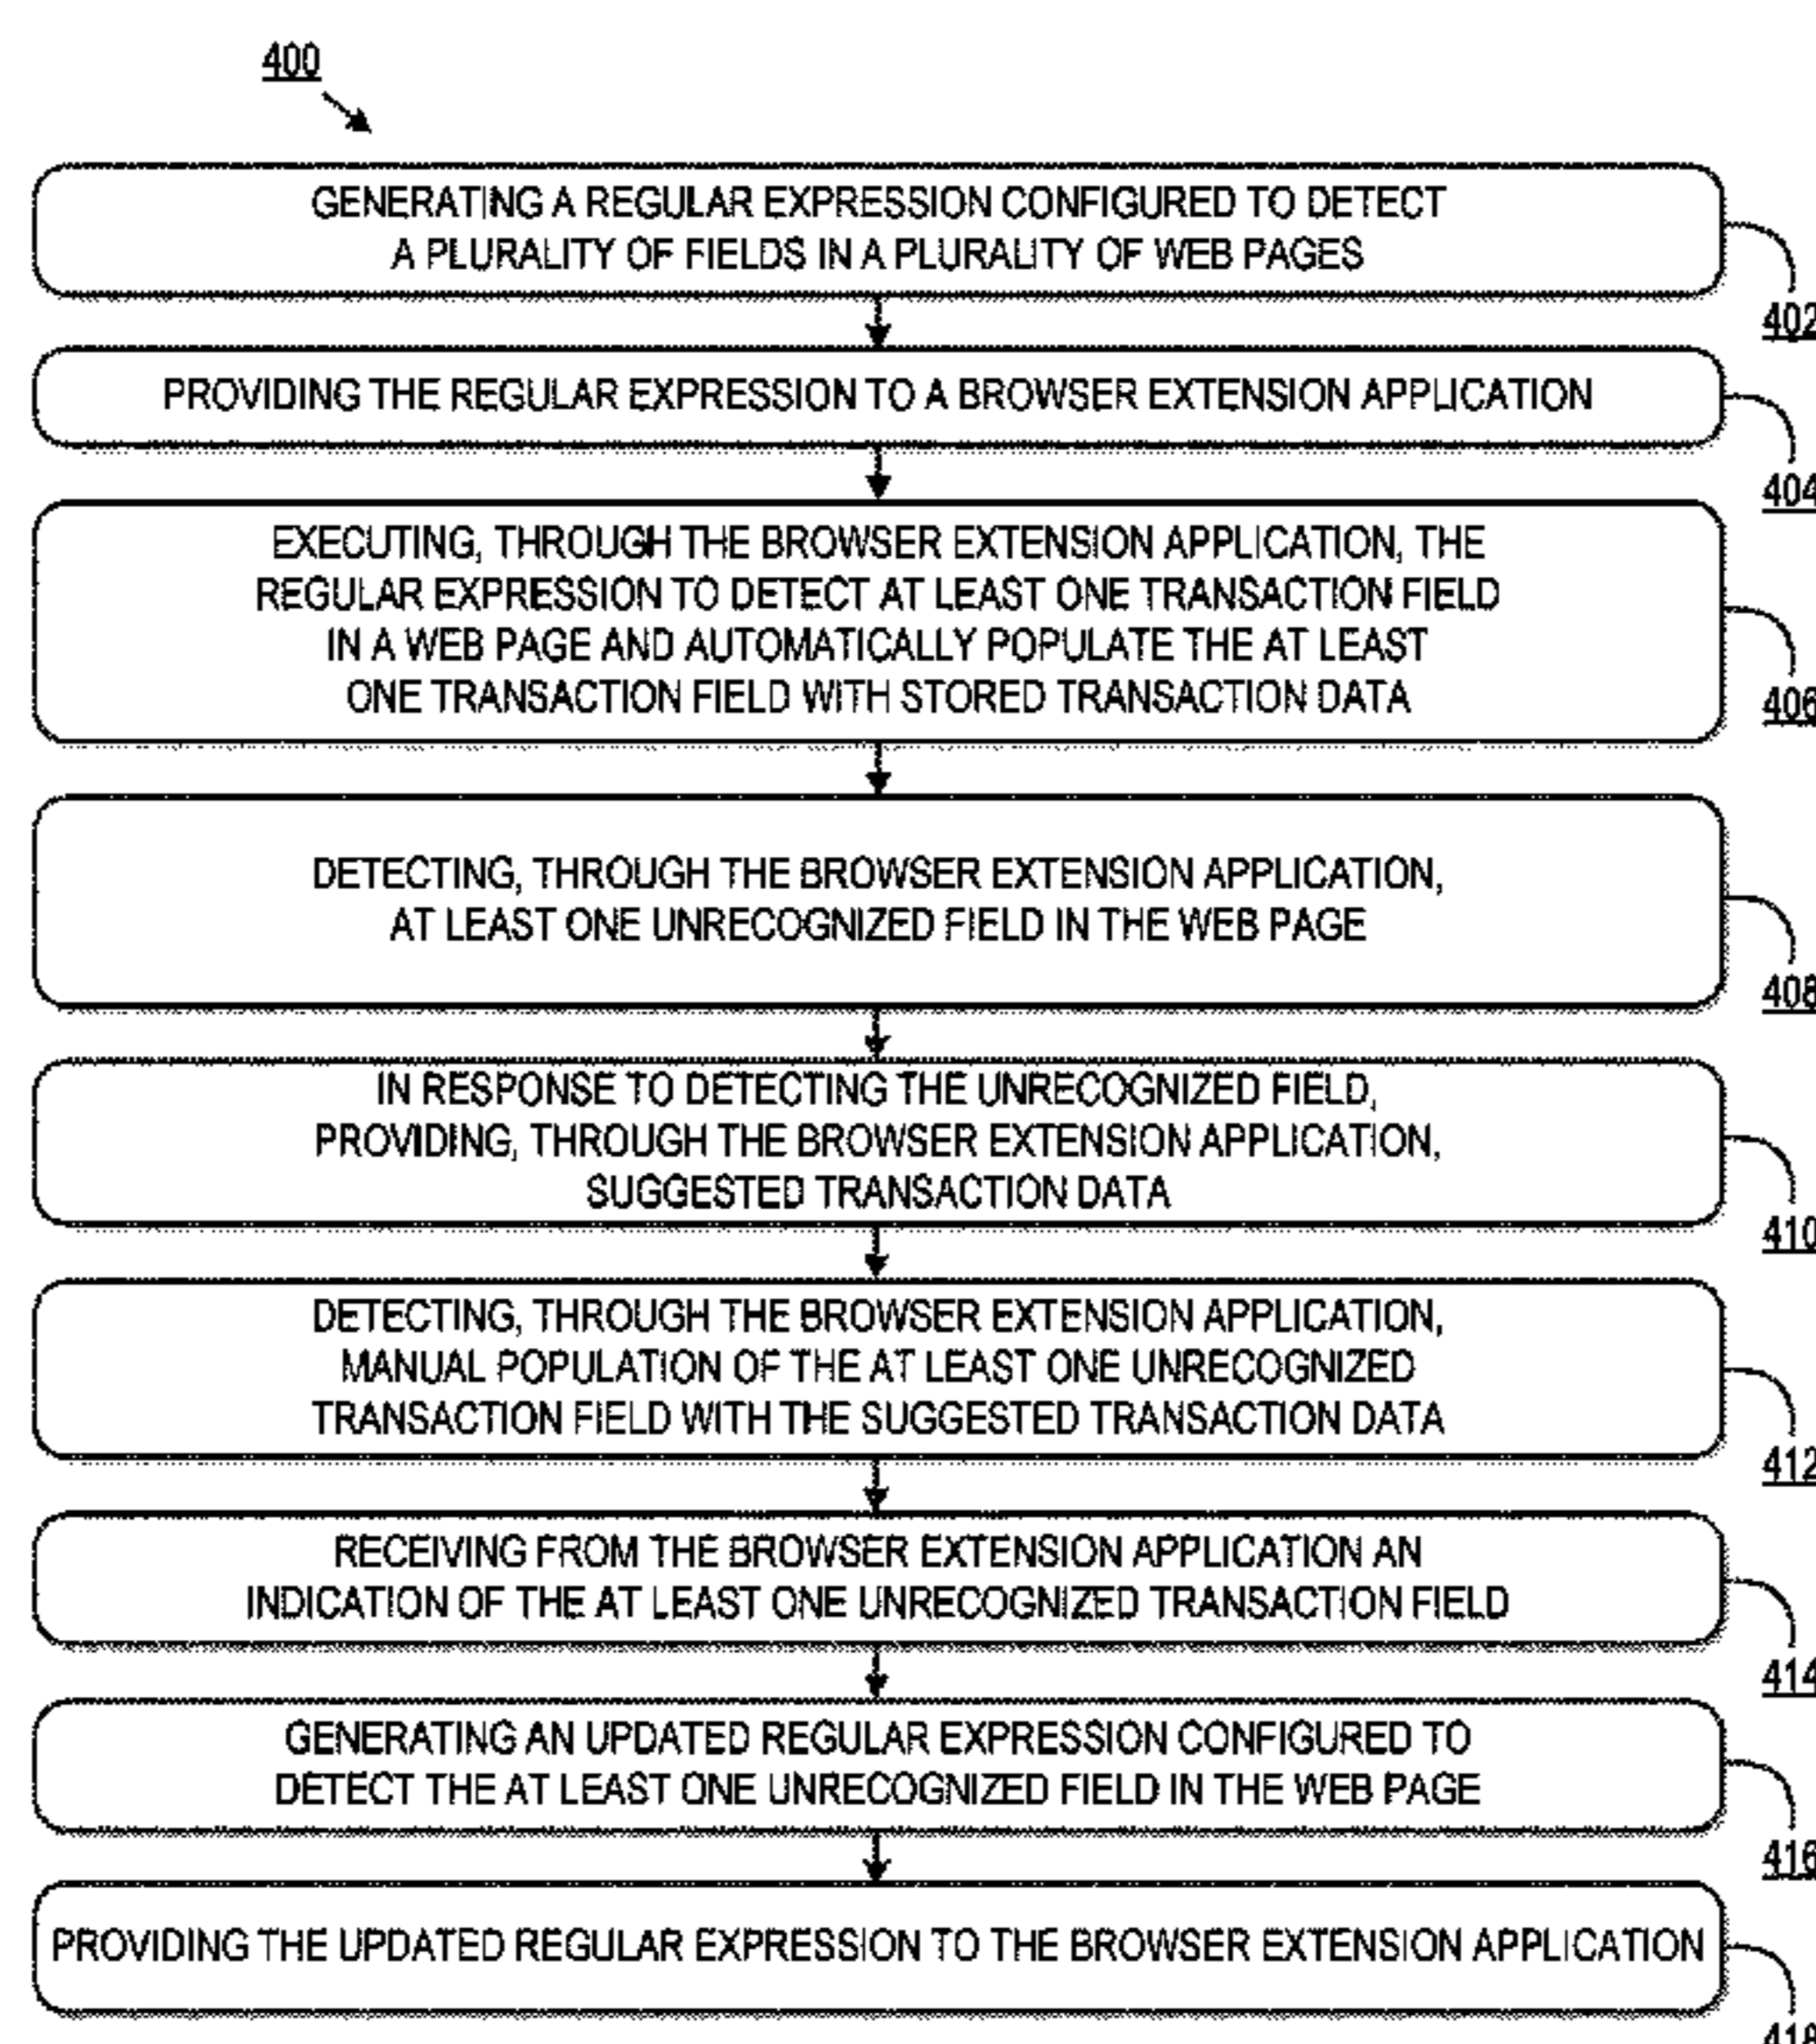 400
GENERATING A REGULAR EXPRESSION CONFIGURED TO DETECT
A PLURALITY OF FIELDS IN A PLURALITY OF WEB PAGES
402
PROVIDING THE REGULAR EXPRESSION TO A BROWSER EXTENSION APPLICATION
404
EXECUTING, THROUGH THE BROWSER EXTENSION APPLICATION, THE
REGULAR EXPRESSION TO DETECT AT LEAST ONE TRANSACTION FIELD
IN A WEB PAGE AND AUTOMATICALLY POPULATE THE AT LEAST
ONE TRANSACTION FIELD WITH STORED TRANSACTION DATA
406
DETECTING, THROUGH THE BROWSER EXTENSION APPLICATION,
AT LEAST ONE UNRECOGNIZED FIELD IN THE WEB PAGE
408
IN RESPONSE TO DETECTING THE UNRECOGNIZED FIELD,
PROVIDING, THROUGH THE BROWSER EXTENSION APPLICATION,
SUGGESTED TRANSACTION DATA
410
DETECTING, THROUGH THE BROWSER EXTENSION APPLICATION,
MANUAL POPULATION OF THE AT LEAST ONE UNRECOGNIZED
TRANSACTION FIELD WITH THE SUGGESTED TRANSACTION DATA
412
RECEIVING FROM THE BROWSER EXTENSION APPLICATION AN
INDICATION OF THE AT LEAST ONE UNRECOGNIZED TRANSACTION FIELD
414
GENERATING AN UPDATED REGULAR EXPRESSION CONFIGURED TO
DETECT THE AT LEAST ONE UNRECOGNIZED FIELD IN THE WEB PAGE
416
PROVIDING THE UPDATED REGULAR EXPRESSION TO THE BROWSER EXTENSION APPLICATION